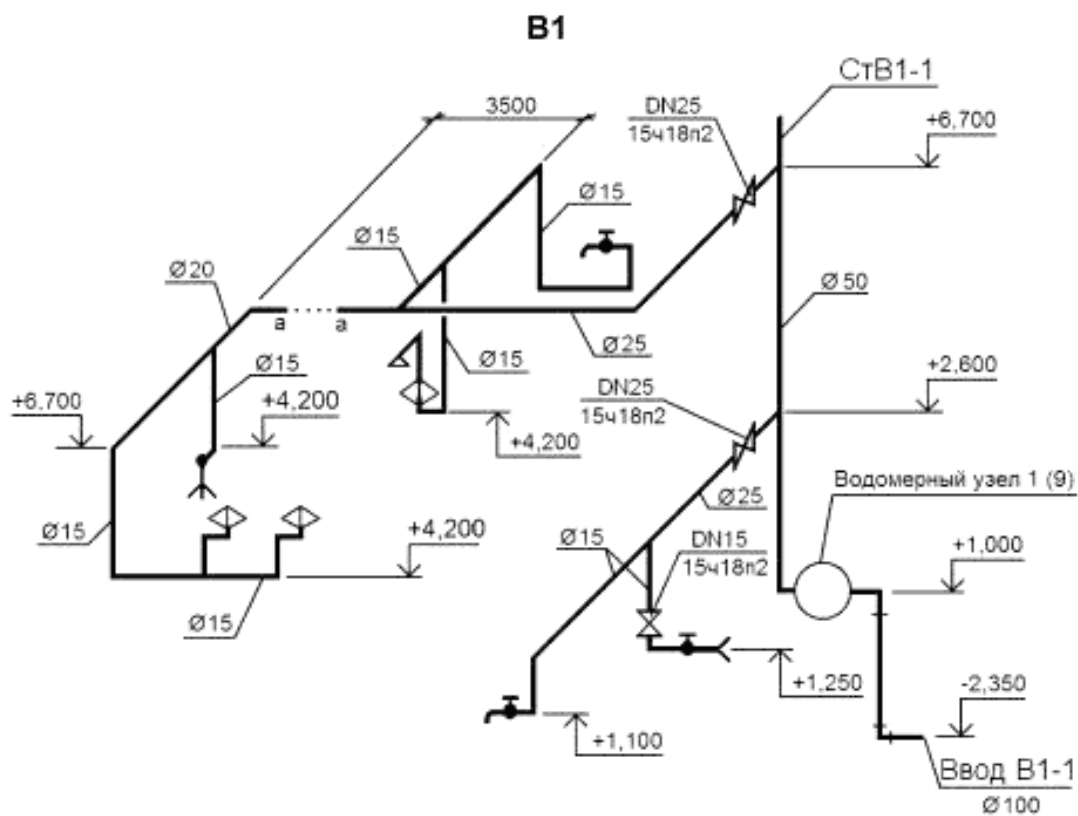 В1
СтВ1-1
3500
DN25
15ч18п2
+6,700
Ø15
Ø15
Ø20
Ø50
а
а
Ø25
Ø15
Ø15
+6,700
+4,200
+4,200
DN25
15ч18п2
+2,600
Водомерный узел 1 (9)
Ø25
Ø15
+4,200
Ø15
DN15
15ч18п2
+1,000
Ø15
+1,250
-2,350
+1,100
Ввод В1-1
Ø100